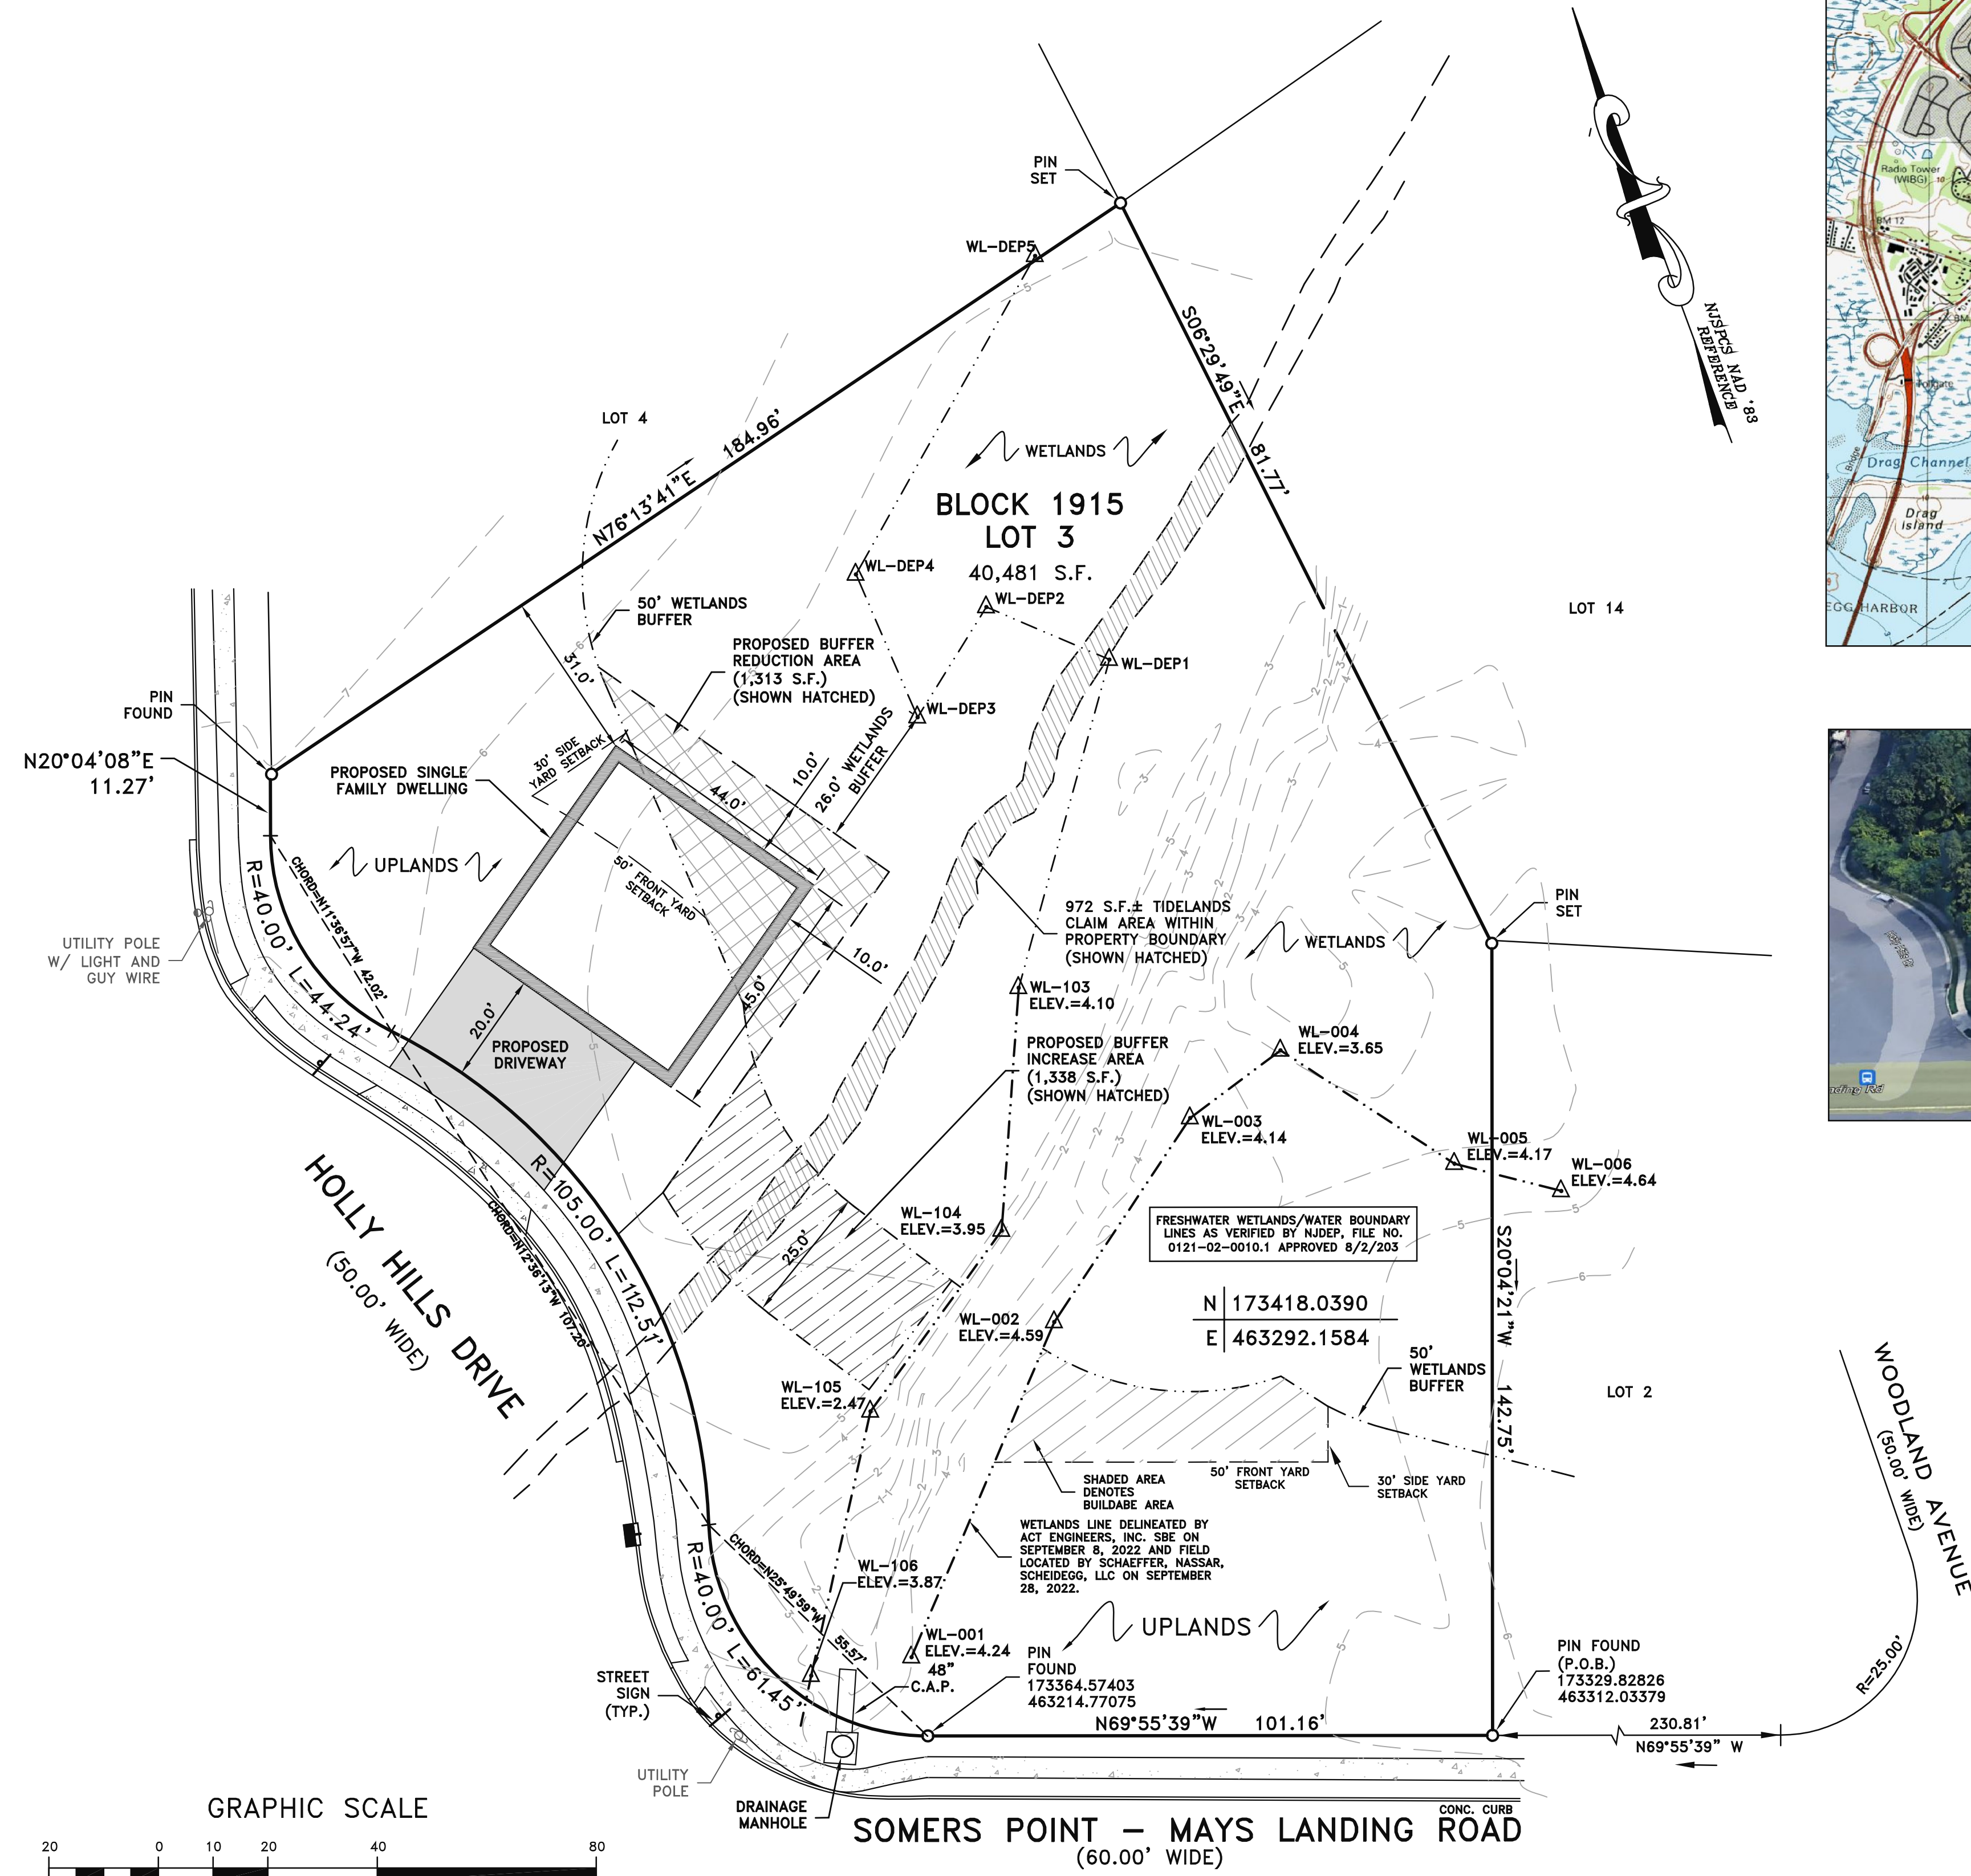 PIN
SET
WL-DEP5
5
S06°29'49"E
81.77'
NJSPCS NAD '83
REFERENCE
LOT 4
N76°13'41"E
184.96'
WETLANDS
BLOCK 1915
LOT 3
40,481 S.F.
WL-DEP4
WL-DEP2
WL-DEP1
WL-DEP3
50' WETLANDS
BUFFER
PROPOSED BUFFER
REDUCTION AREA
(1,313 S.F.)
(SHOWN HATCHED)
31.0'
LOT 14
PIN
FOUND
N20°04'08"E
11.27'
30' SIDE
YARD SETBACK
PROPOSED SINGLE
FAMILY DWELLING
44.0'
10.0'
26.0' WETLANDS
BUFFER
UPLANDS
50' FRONT YARD
SETBACK
CHORD=N11°36'57"W 42.02'
R=40.00' L=44.24'
UTILITY POLE
W/ LIGHT AND
GUY WIRE
45.0'
10.0'
20.0'
PROPOSED
DRIVEWAY
972 S.F.± TIDELANDS
CLAIM AREA WITHIN
PROPERTY BOUNDARY
(SHOWN HATCHED)
WETLANDS
PIN
SET
WL-103
ELEV.=4.10
PROPOSED BUFFER
INCREASE AREA
(1,338 S.F.)
(SHOWN HATCHED)
WL-004
ELEV.=3.65
WL-003
ELEV.=4.14
WL-005
ELEV.=4.17
WL-006
ELEV.=4.64
HOLLY HILLS DRIVE
(50.00' WIDE)
R=105.00' L=112.51'
CHORD=N12°36'13"W 107.20'
WL-104
ELEV.=3.95
25.0'
FRESHWATER WETLANDS/WATER BOUNDARY
LINES AS VERIFIED BY NJDEP, FILE NO.
0121-02-0010.1 APPROVED 8/2/203
S20°04'21"W
142.75'
WL-002
ELEV.=4.59
N 173418.0390
E 463292.1584
50'
WETLANDS
BUFFER
LOT 2
WL-105
ELEV.=2.47
WOODLAND AVENUE
(50.00' WIDE)
SHADED AREA
DENOTES
BUILDABE AREA
50' FRONT YARD
SETBACK
30' SIDE YARD
SETBACK
WETLANDS LINE DELINEATED BY
ACT ENGINEERS, INC. SBE ON
SEPTEMBER 8, 2022 AND FIELD
LOCATED BY SCHAEFFER, NASSAR,
SCHEIDEGG, LLC ON SEPTEMBER
28, 2022.
CHORD=N25°49'59"W 55.57'
R=40.00' L=61.45'
WL-106
ELEV.=3.87
UPLANDS
WL-001
ELEV.=4.24
48"
C.A.P.
PIN
FOUND
173364.57403
463214.77075
PIN FOUND
(P.O.B.)
173329.82826
463312.03379
R=25.00'
STREET
SIGN
(TYP.)
N69°55'39"W 101.16'
230.81'
N69°55'39" W
UTILITY
POLE
DRAINAGE
MANHOLE
CONC. CURB
SOMERS POINT – MAYS LANDING ROAD
(60.00' WIDE)
GRAPHIC SCALE
20 0 10 20 40 80
Radio Tower
(WIBG)
BM 12
Tollgate
Bridge
Drag Channel
Drag
Island
EGG HARBOR
ading Rd